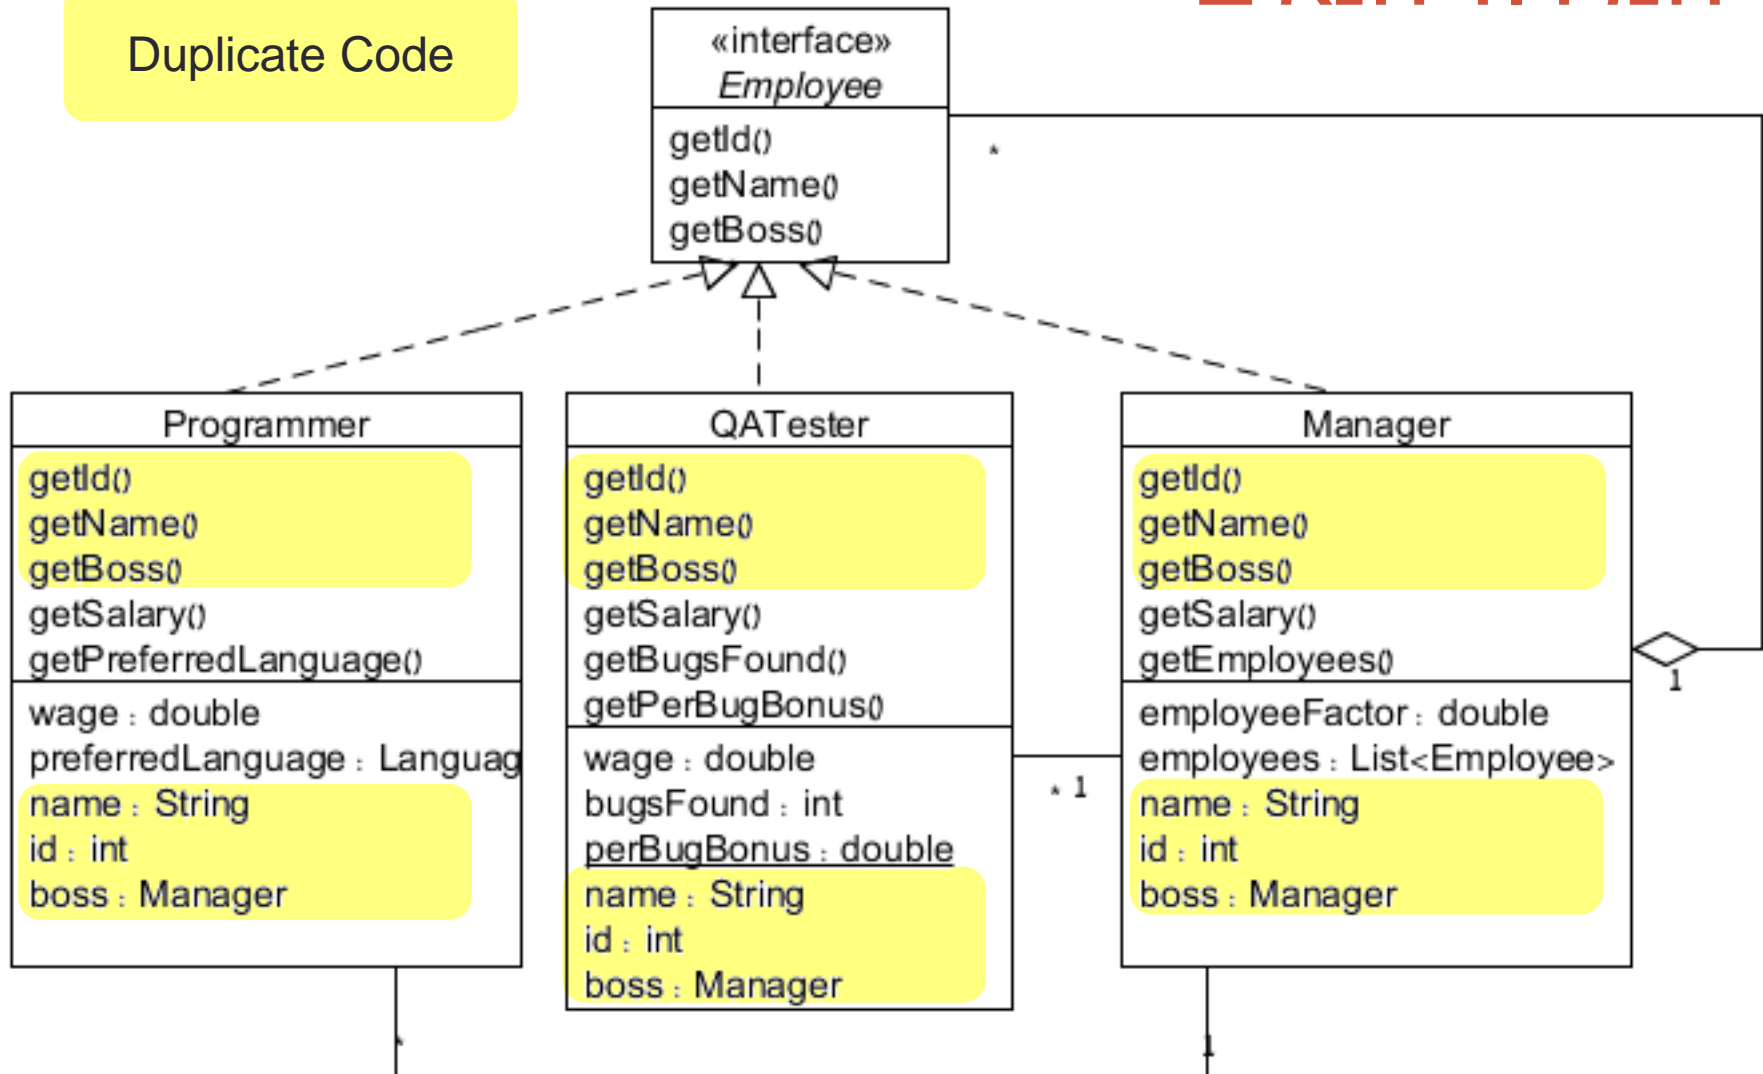 Duplicate Code
«interface»
Employee
getId()
getName()
getBoss()
*
Programmer
getId()
getName()
getBoss()
getSalary()
getPreferredLanguage()
wage : double
preferredLanguage : Languag
name : String
id : int
boss : Manager
*
QATester
getId()
getName()
getBoss()
getSalary()
getBugsFound()
getPerBugBonus()
wage : double
bugsFound : int
perBugBonus : double
name : String
id : int
boss : Manager
* 1
Manager
getId()
getName()
getBoss()
getSalary()
getEmployees()
1
employeeFactor : double
employees : List<Employee>
name : String
id : int
boss : Manager
1